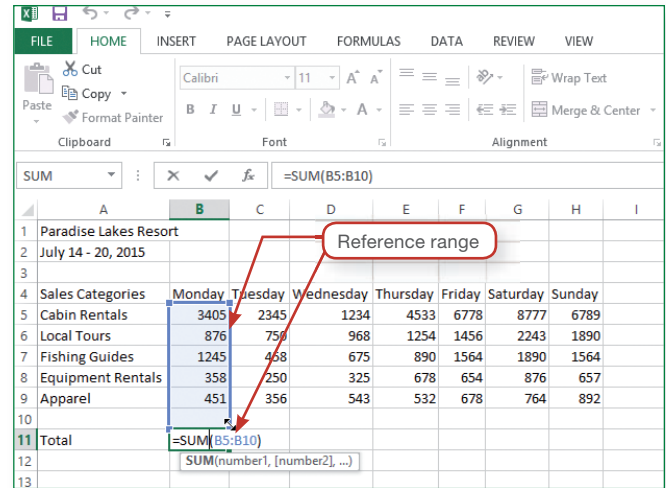 FILE HOME INSERT PAGE LAYOUT FORMULAS DATA REVIEW VIEW
Cut
Calibri 11 A A Wrap Text
Copy
Paste
Format Painter B I U A Merge & Center
Clipboard Font Alignment
SUM fx =SUM(B5:B10)
A B C D E F G H I
1 Paradise Lakes Resort
Reference range
2 July 14 - 20, 2015
3
4 Sales Categories Monday Tuesday Wednesday Thursday Friday Saturday Sunday
5 Cabin Rentals 3405 2345 1234 4533 6778 8777 6789
6 Local Tours 876 750 968 1254 1456 2243 1890
7 Fishing Guides 1245 458 675 890 1564 1890 1564
8 Equipment Rentals 358 250 325 678 654 876 657
9 Apparel 451 356 543 532 678 764 892
10
11 Total =SUM(B5:B10)
12 SUM(number1, [number2], ...)
13